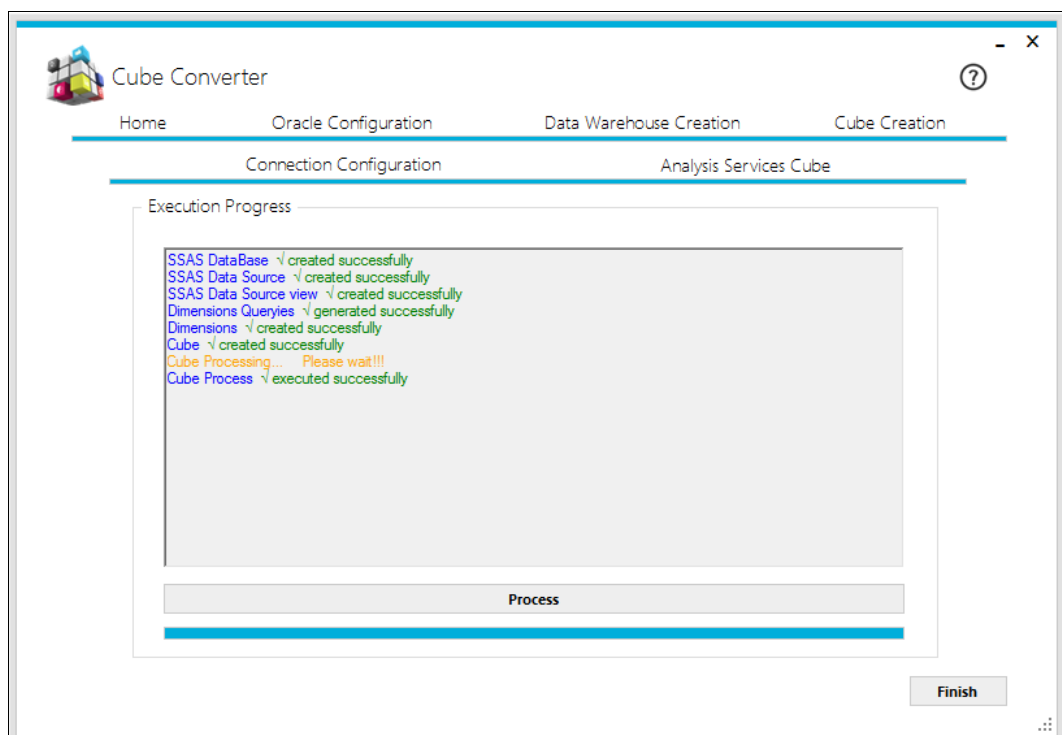 - X
Cube Converter
?
Home Oracle Configuration Data Warehouse Creation Cube Creation
Connection Configuration Analysis Services Cube
Execution Progress
SSAS DataBase √ created successfully
SSAS Data Source √ created successfully
SSAS Data Source view √ created successfully
Dimensions Queryies √ generated successfully
Dimensions √ created successfully
Cube √ created successfully
Cube Processing... Please wait!!!
Cube Process √ executed successfully
Process
Finish